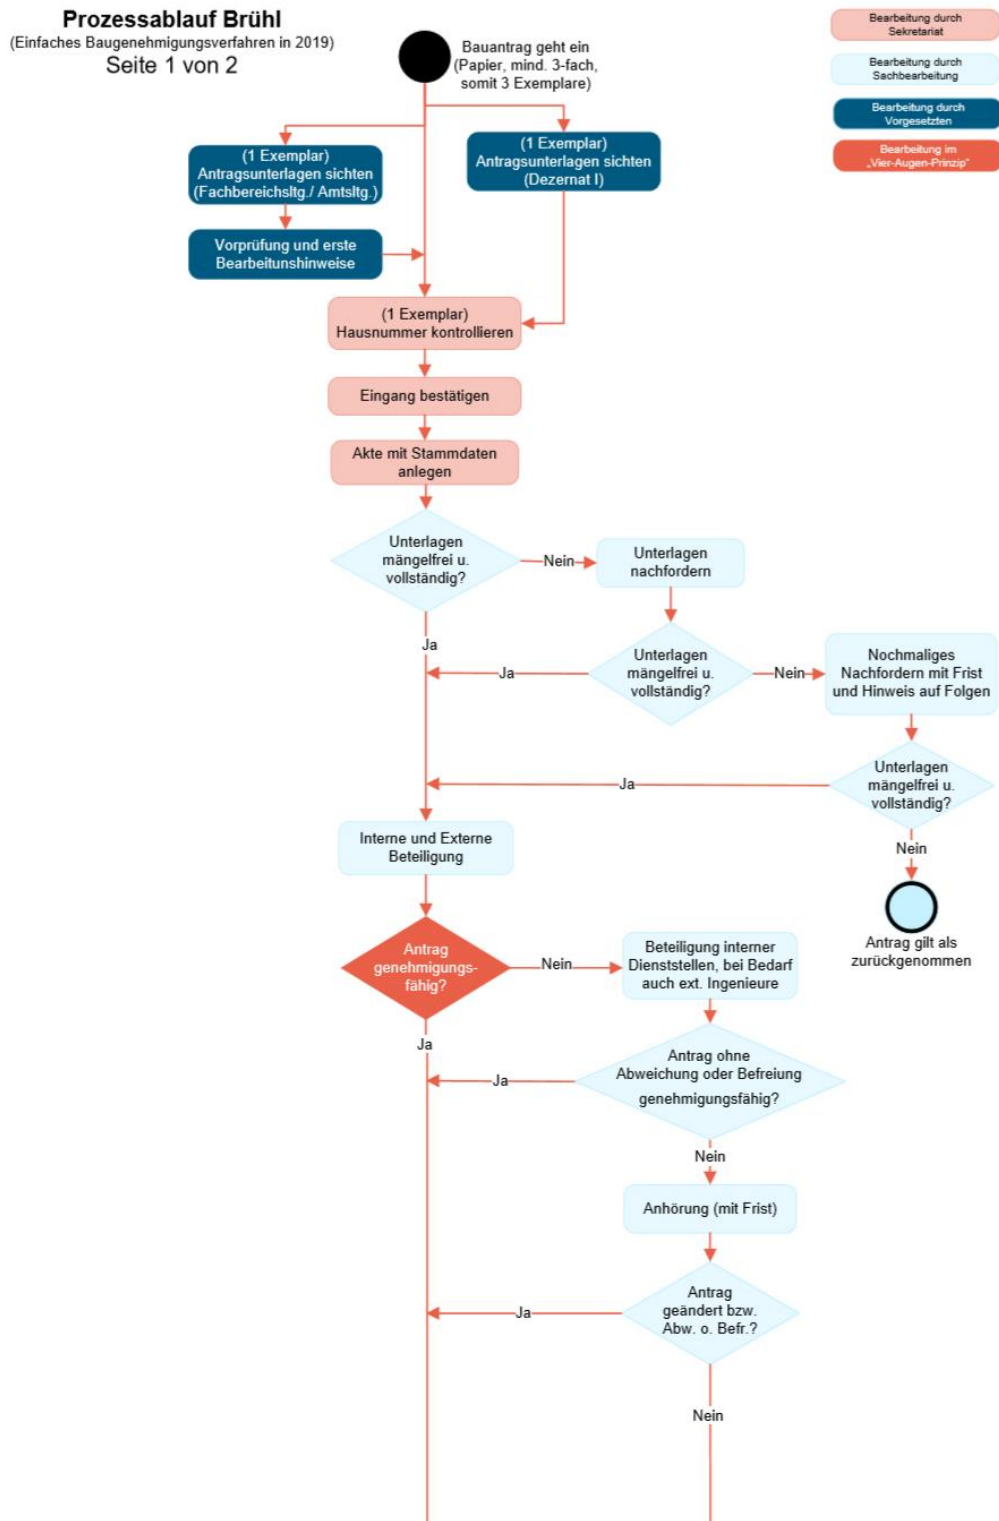 Prozessablauf Brühl
(Einfaches Baugenehmigungsverfahren in 2019)
Seite 1 von 2
Bauantrag geht ein
(Papier, mind. 3-fach,
somit 3 Exemplare)
Bearbeitung durch
Sekretariat
Bearbeitung durch
Sachbearbeitung
Bearbeitung durch
Vorgesetzten
Bearbeitung im
„Vier-Augen-Prinzip“
(1 Exemplar)
Antragsunterlagen sichten
(Fachbereichsltg./ Amtsltg.)
(1 Exemplar)
Antragsunterlagen sichten
(Dezernat I)
Vorprüfung und erste
Bearbeitunshinweise
(1 Exemplar)
Hausnummer kontrollieren
Eingang bestätigen
Akte mit Stammdaten
anlegen
Unterlagen
mängelfrei u.
vollständig?
Nein
Unterlagen
nachfordern
Ja
Ja
Unterlagen
mängelfrei u.
vollständig?
Nein
Nochmaliges
Nachfordern mit Frist
und Hinweis auf Folgen
Ja
Unterlagen
mängelfrei u.
vollständig?
Nein
Antrag gilt als
zurückgenommen
Interne und Externe
Beteiligung
Antrag
genehmigungs-
fähig?
Nein
Beteiligung interner
Dienststellen, bei Bedarf
auch ext. Ingenieure
Ja
Ja
Antrag ohne
Abweichung oder Befreiung
genehmigungsfähig?
Nein
Anhörung (mit Frist)
Ja
Antrag
geändert bzw.
Abw. o. Befr.?
Nein